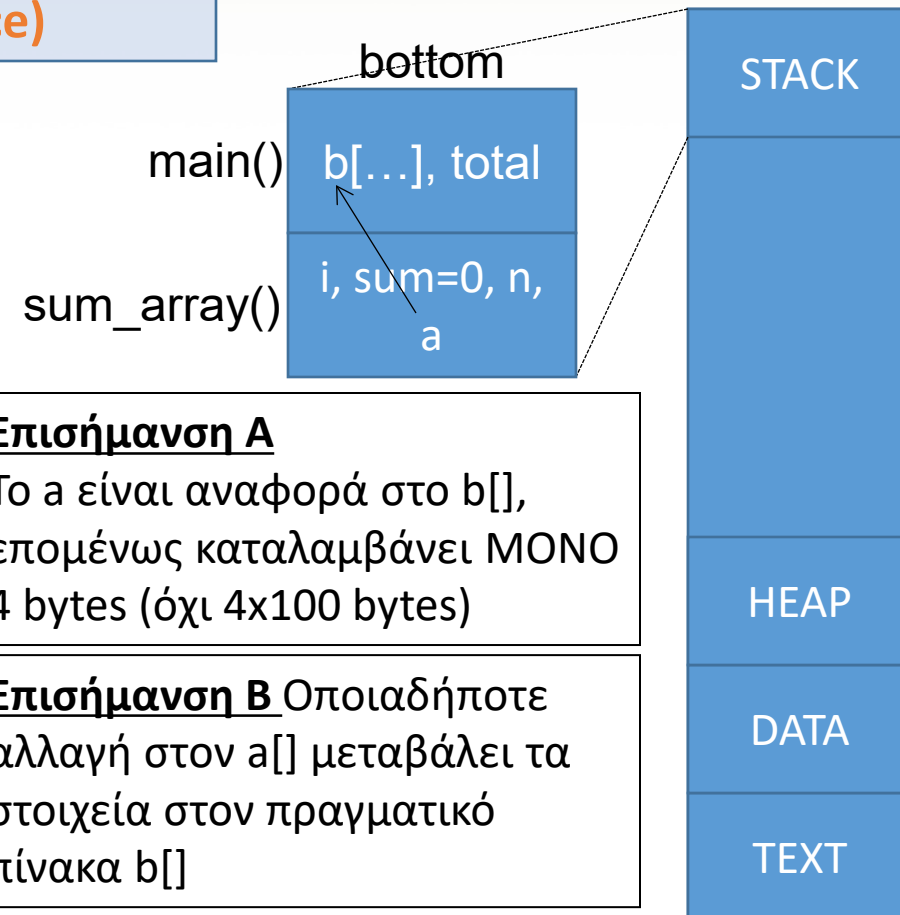 ce)
bottom
main()
b[…], total
sum_array()
i, sum=0, n,
a
Επισήμανση Α
Το a είναι αναφορά στο b[],
επομένως καταλαμβάνει ΜΟΝΟ
4 bytes (όχι 4x100 bytes)
Επισήμανση Β Οποιαδήποτε
αλλαγή στον a[] μεταβάλει τα
στοιχεία στον πραγματικό
πίνακα b[]
STACK
HEAP
DATA
TEXT